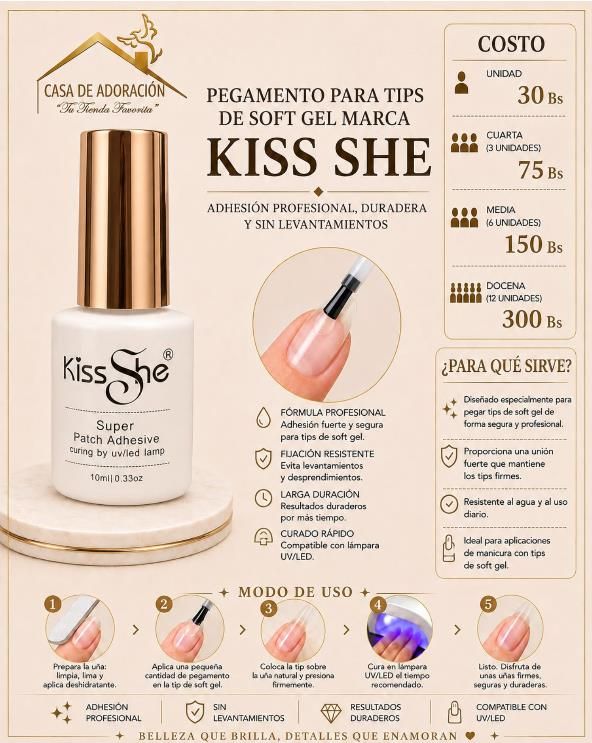 CASA DE ADORACIÓN
"Tu Tienda Favorita"
PEGAMENTO PARA TIPS
DE SOFT GEL MARCA
KISS SHE
ADHESIÓN PROFESIONAL, DURADERA
Y SIN LEVANTAMIENTOS
COSTO
UNIDAD
30 Bs
CUARTA
(3 UNIDADES)
75 Bs
MEDIA
(6 UNIDADES)
150 Bs
DOCENA
(12 UNIDADES)
300 Bs
KissShe®
Super
Patch Adhesive
curing by uv/led lamp
10ml | 0.33oz
FÓRMULA PROFESIONAL
Adhesión fuerte y segura
para tips de soft gel.
FIJACIÓN RESISTENTE
Evita levantamientos
y desprendimientos.
LARGA DURACIÓN
Resultados duraderos
por más tiempo.
CURADO RÁPIDO
Compatible con lámpara
UV/LED.
¿PARA QUÉ SIRVE?
Diseñado especialmente para
pegar tips de soft gel de
forma segura y profesional.
Proporciona una unión
fuerte que mantiene
los tips firmes.
Resistente al agua y al uso
diario.
Ideal para aplicaciones
de manicura con tips
de soft gel.
MODO DE USO
1
Prepara la uña:
limpia, lima y
aplica deshidratante.
2
Aplica una pequeña
cantidad de pegamento
en la tip de soft gel.
3
Coloca la tip sobre
la uña natural y presiona
firmemente.
4
Cura en lámpara
UV/LED el tiempo
recomendado.
5
Listo. Disfruta de
unas uñas firmes,
seguras y duraderas.
ADHESIÓN
PROFESIONAL
SIN
LEVANTAMIENTOS
RESULTADOS
DURADEROS
COMPATIBLE CON
UV/LED
BELLEZA QUE BRILLA, DETALLES QUE ENAMORAN